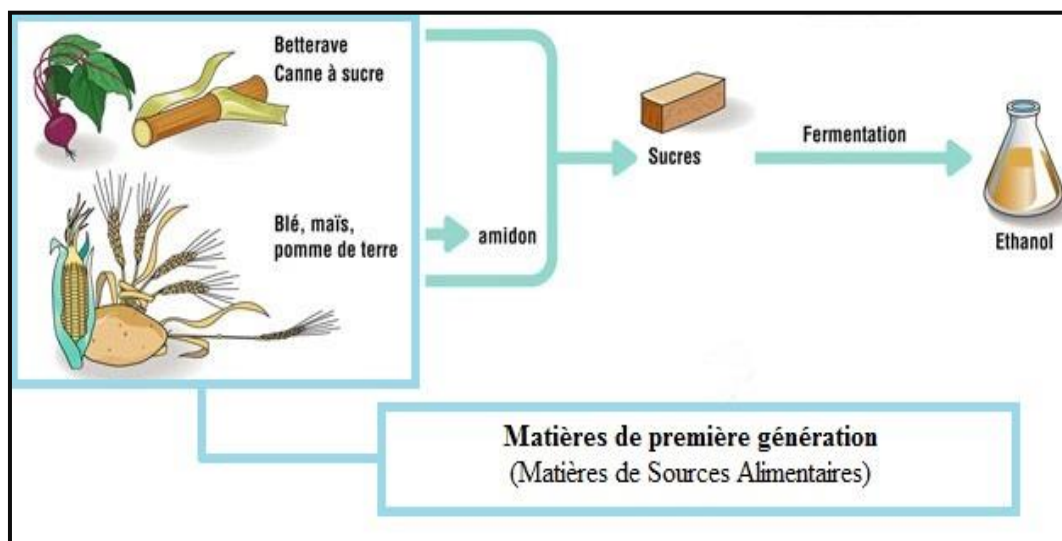 Betterave
Canne à sucre
Blé, maïs,
pomme de terre
amidon
Sucres
Fermentation
Ethanol
Matières de première génération
(Matières de Sources Alimentaires)